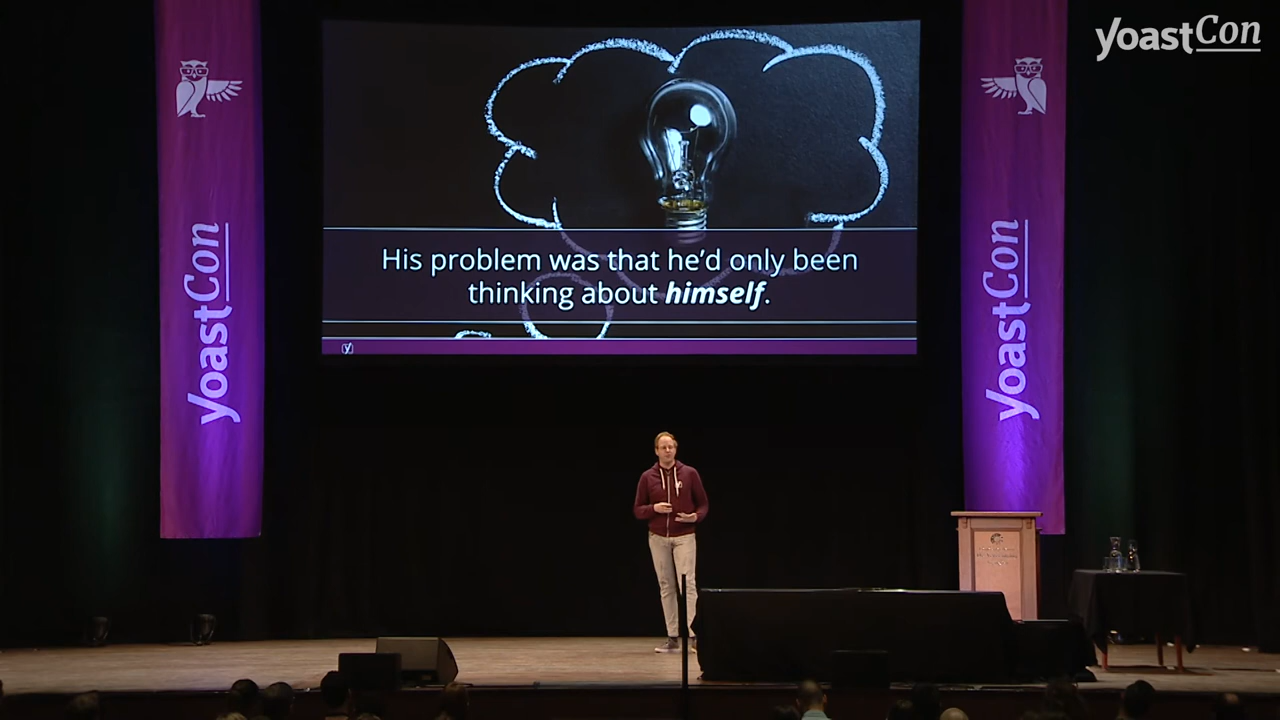 yoastCon
His problem was that he'd only been
thinking about himself.
y
yoastCon
yoastCon